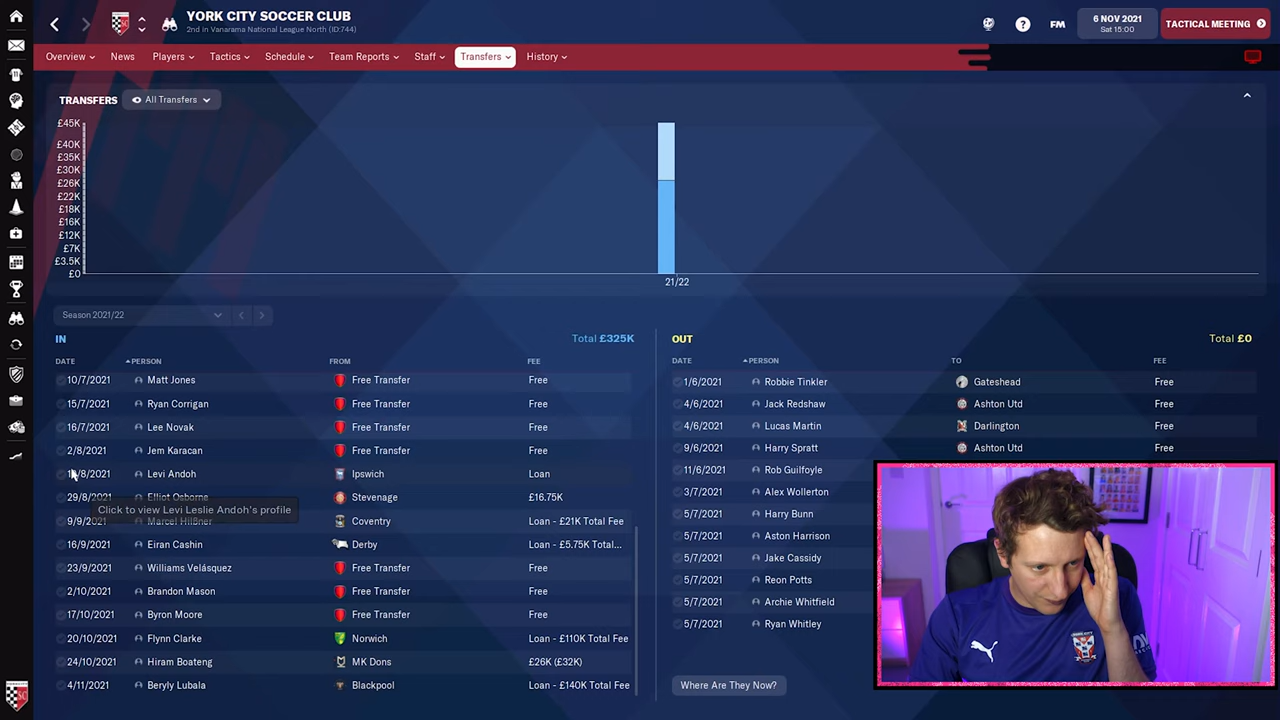 YORK CITY SOCCER CLUB
2nd in Vanarama National League North (ID:744)
FM
6 NOV 2021
Sat 15:00
TACTICAL MEETING
Overview
News
Players
Tactics
Schedule
Team Reports
Staff
Transfers
History
TRANSFERS
All Transfers
£45K
£40K
£35K
£30K
£26K
£22K
£18K
£16K
£12K
£7K
£3.5K
£0
21/22
Season 2021/22
IN
Total £325K
DATE PERSON FROM FEE
10/7/2021 Matt Jones Free Transfer Free
15/7/2021 Ryan Corrigan Free Transfer Free
16/7/2021 Lee Novak Free Transfer Free
2/8/2021 Jem Karacan Free Transfer Free
/8/2021 Levi Andoh Ipswich Loan
29/8/2021 Elliot Osborne Stevenage £16.75K
Click to view Levi Leslie Andoh's profile
9/9/2021 Marcel Hilßner Coventry Loan - £21K Total Fee
16/9/2021 Eiran Cashin Derby Loan - £5.75K Total...
23/9/2021 Williams Velásquez Free Transfer Free
2/10/2021 Brandon Mason Free Transfer Free
17/10/2021 Byron Moore Free Transfer Free
20/10/2021 Flynn Clarke Norwich Loan - £110K Total Fee
24/10/2021 Hiram Boateng MK Dons £26K (£32K)
4/11/2021 Beryly Lubala Blackpool Loan - £140K Total Fee
OUT
Total £0
DATE PERSON TO FEE
1/6/2021 Robbie Tinkler Gateshead Free
4/6/2021 Jack Redshaw Ashton Utd Free
4/6/2021 Lucas Martin Darlington Free
9/6/2021 Harry Spratt Ashton Utd Free
11/6/2021 Rob Guilfoyle
3/7/2021 Alex Wollerton
5/7/2021 Harry Bunn
5/7/2021 Aston Harrison
5/7/2021 Jake Cassidy
5/7/2021 Reon Potts
5/7/2021 Archie Whitfield
5/7/2021 Ryan Whitley
Where Are They Now?